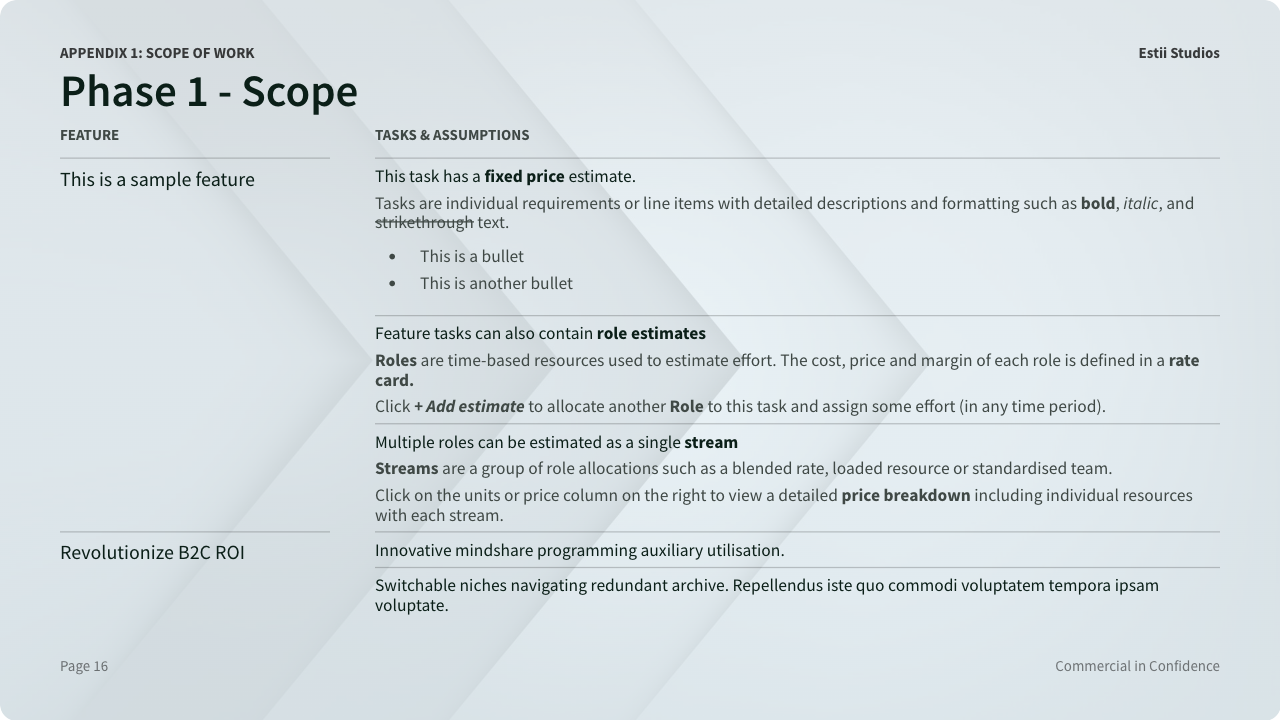 APPENDIX 1: SCOPE OF WORK
Estii Studios
Phase 1 - Scope
FEATURE
TASKS & ASSUMPTIONS
This is a sample feature
This task has a fixed price estimate.
Tasks are individual requirements or line items with detailed descriptions and formatting such as bold, italic, and
strikethrough text.
• This is a bullet
• This is another bullet
Feature tasks can also contain role estimates
Roles are time-based resources used to estimate effort. The cost, price and margin of each role is defined in a rate
card.
Click + Add estimate to allocate another Role to this task and assign some effort (in any time period).
Multiple roles can be estimated as a single stream
Streams are a group of role allocations such as a blended rate, loaded resource or standardised team.
Click on the units or price column on the right to view a detailed price breakdown including individual resources
with each stream.
Revolutionize B2C ROI
Innovative mindshare programming auxiliary utilisation.
Switchable niches navigating redundant archive. Repellendus iste quo commodi voluptatem tempora ipsam
voluptate.
Page 16
Commercial in Confidence